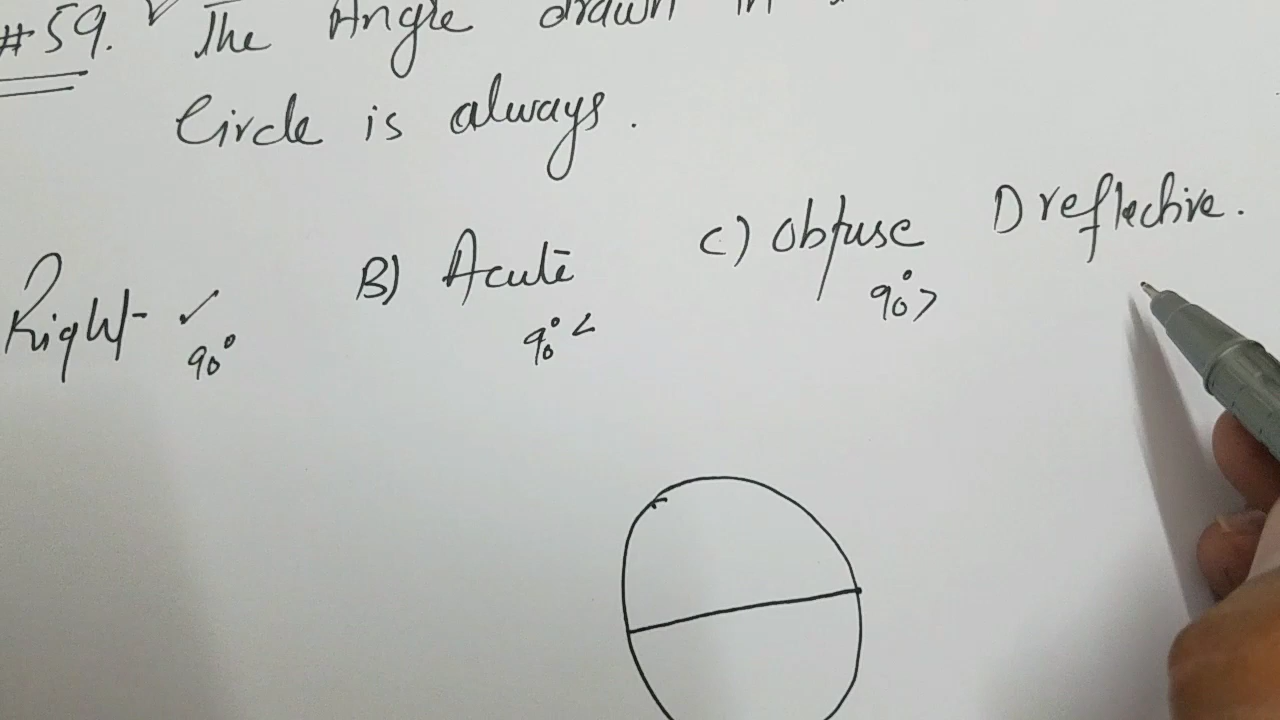 #59. The Angle drawn in
Circle is always.
Right ✓ B) Acute C) Obtuse D reflective.
90° 90° < 90° >